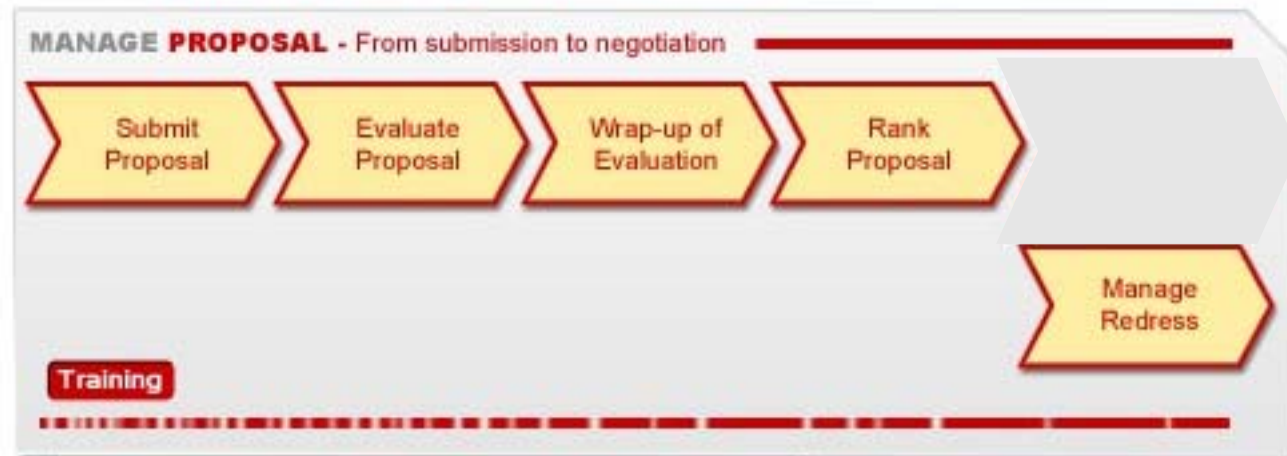 MANAGE PROPOSAL - From submission to negotiation
Submit
Proposal
Evaluate
Proposal
Wrap-up of
Evaluation
Rank
Proposal
Manage
Redress
Training